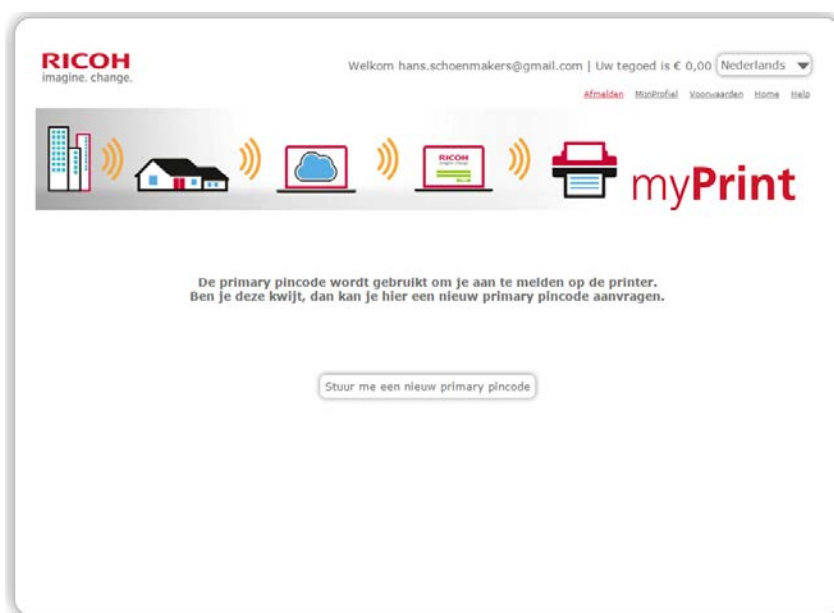 RICOH
imagine. change.
Welkom hans.schoenmakers@gmail.com | Uw tegoed is € 0,00 Nederlands
Afmelden MijnProfiel Voorwaarden Home Help
RICOH
imagine. change.
myPrint
De primary pincode wordt gebruikt om je aan te melden op de printer.
Ben je deze kwijt, dan kan je hier een nieuw primary pincode aanvragen.
Stuur me een nieuw primary pincode